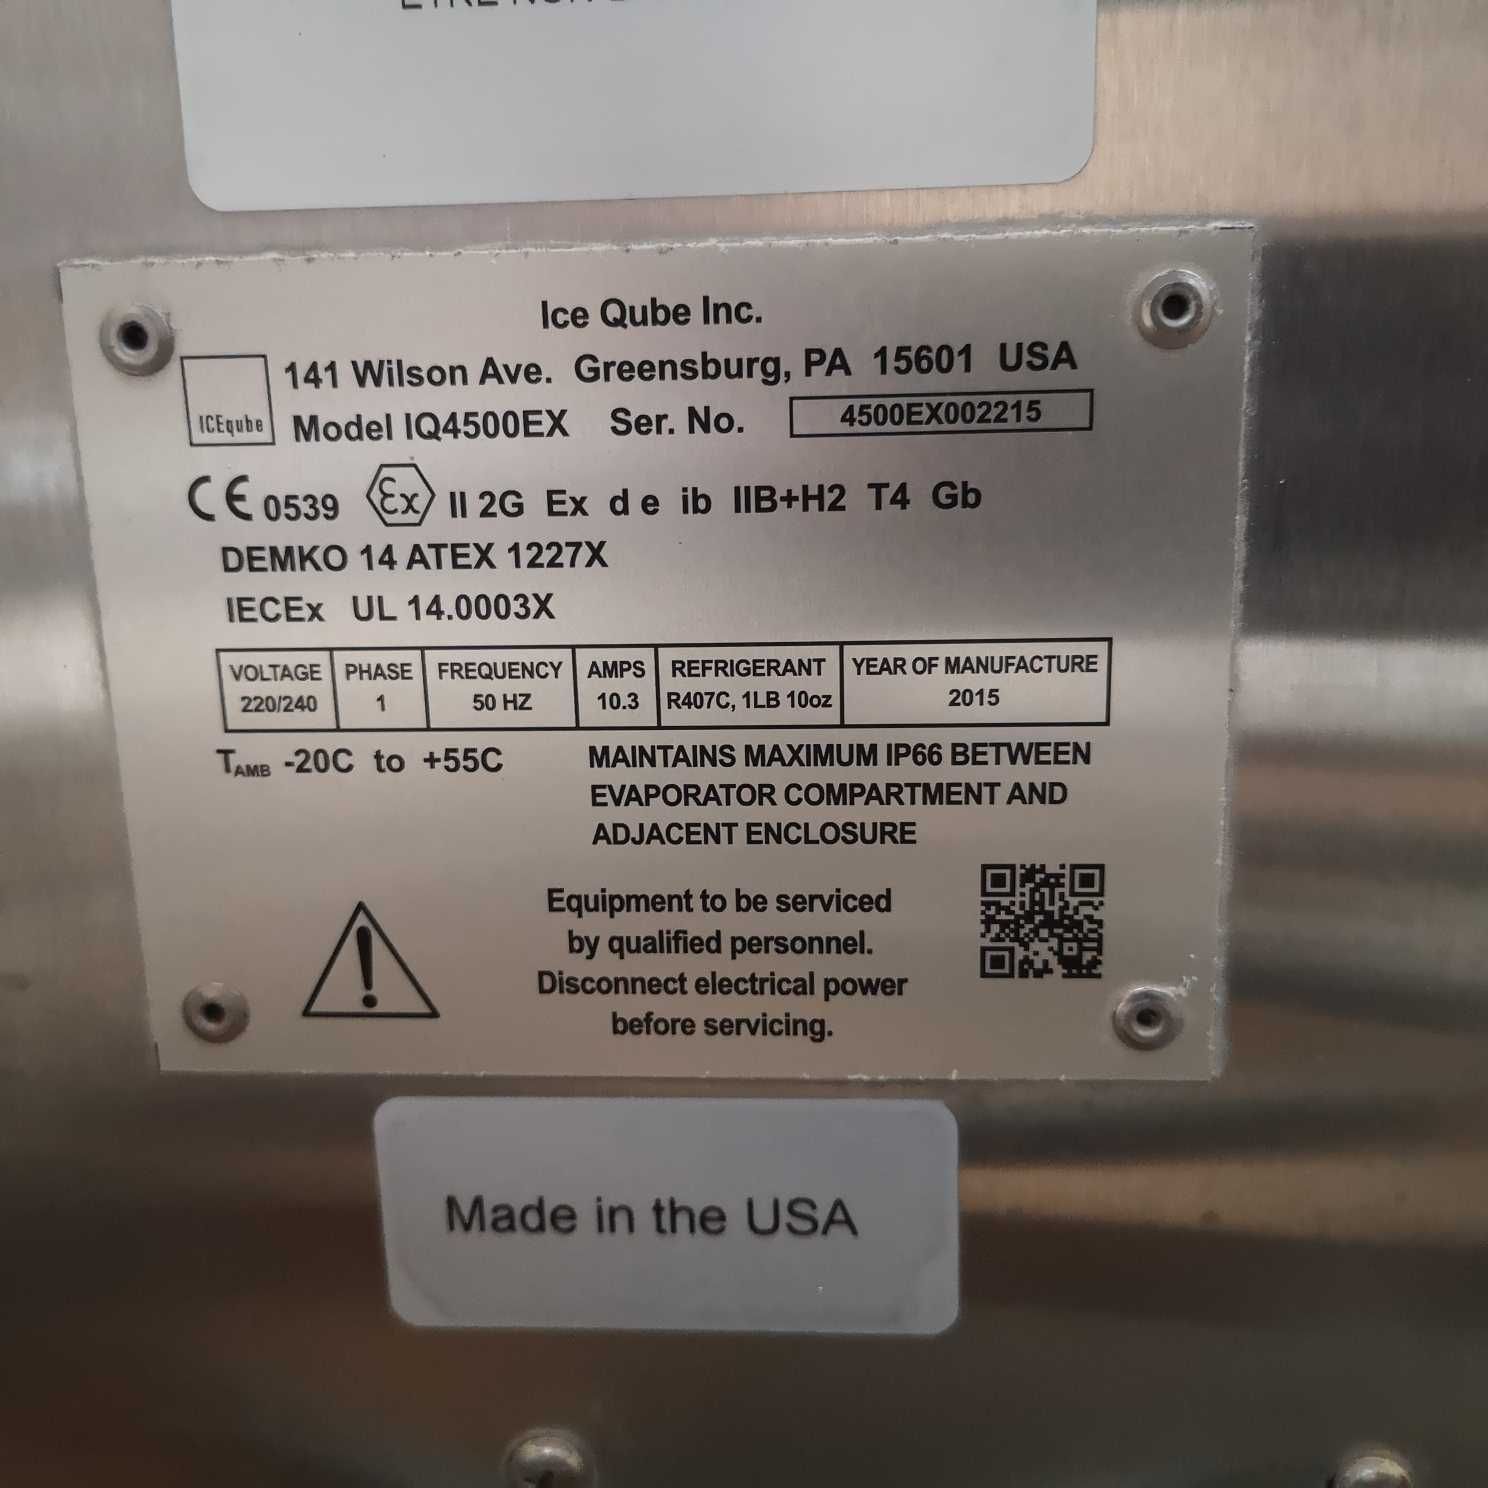 Ice Qube Inc.
141 Wilson Ave. Greensburg, PA 15601 USA
ICEqube
Model IQ4500EX Ser. No. 4500EX002215
CE 0539 Ex II 2G Ex d e ib IIB+H2 T4 Gb
DEMKO 14 ATEX 1227X
IECEx UL 14.0003X
VOLTAGE PHASE FREQUENCY AMPS REFRIGERANT YEAR OF MANUFACTURE
220/240 1 50 HZ 10.3 R407C, 1LB 10oz 2015
TAMB -20C to +55C
MAINTAINS MAXIMUM IP66 BETWEEN
EVAPORATOR COMPARTMENT AND
ADJACENT ENCLOSURE
Equipment to be serviced
by qualified personnel.
Disconnect electrical power
before servicing.
Made in the USA